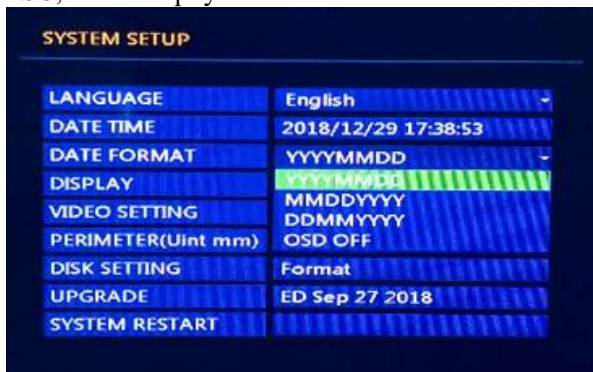 SYSTEM SETUP
LANGUAGE English
DATE TIME 2018/12/29 17:38:53
DATE FORMAT YYYYMMDD
DISPLAY YYYYMMDD
MMDDYYYY
VIDEO SETTING DDMMYYYY
PERIMETER(Uint mm) OSD OFF
DISK SETTING Format
UPGRADE ED Sep 27 2018
SYSTEM RESTART